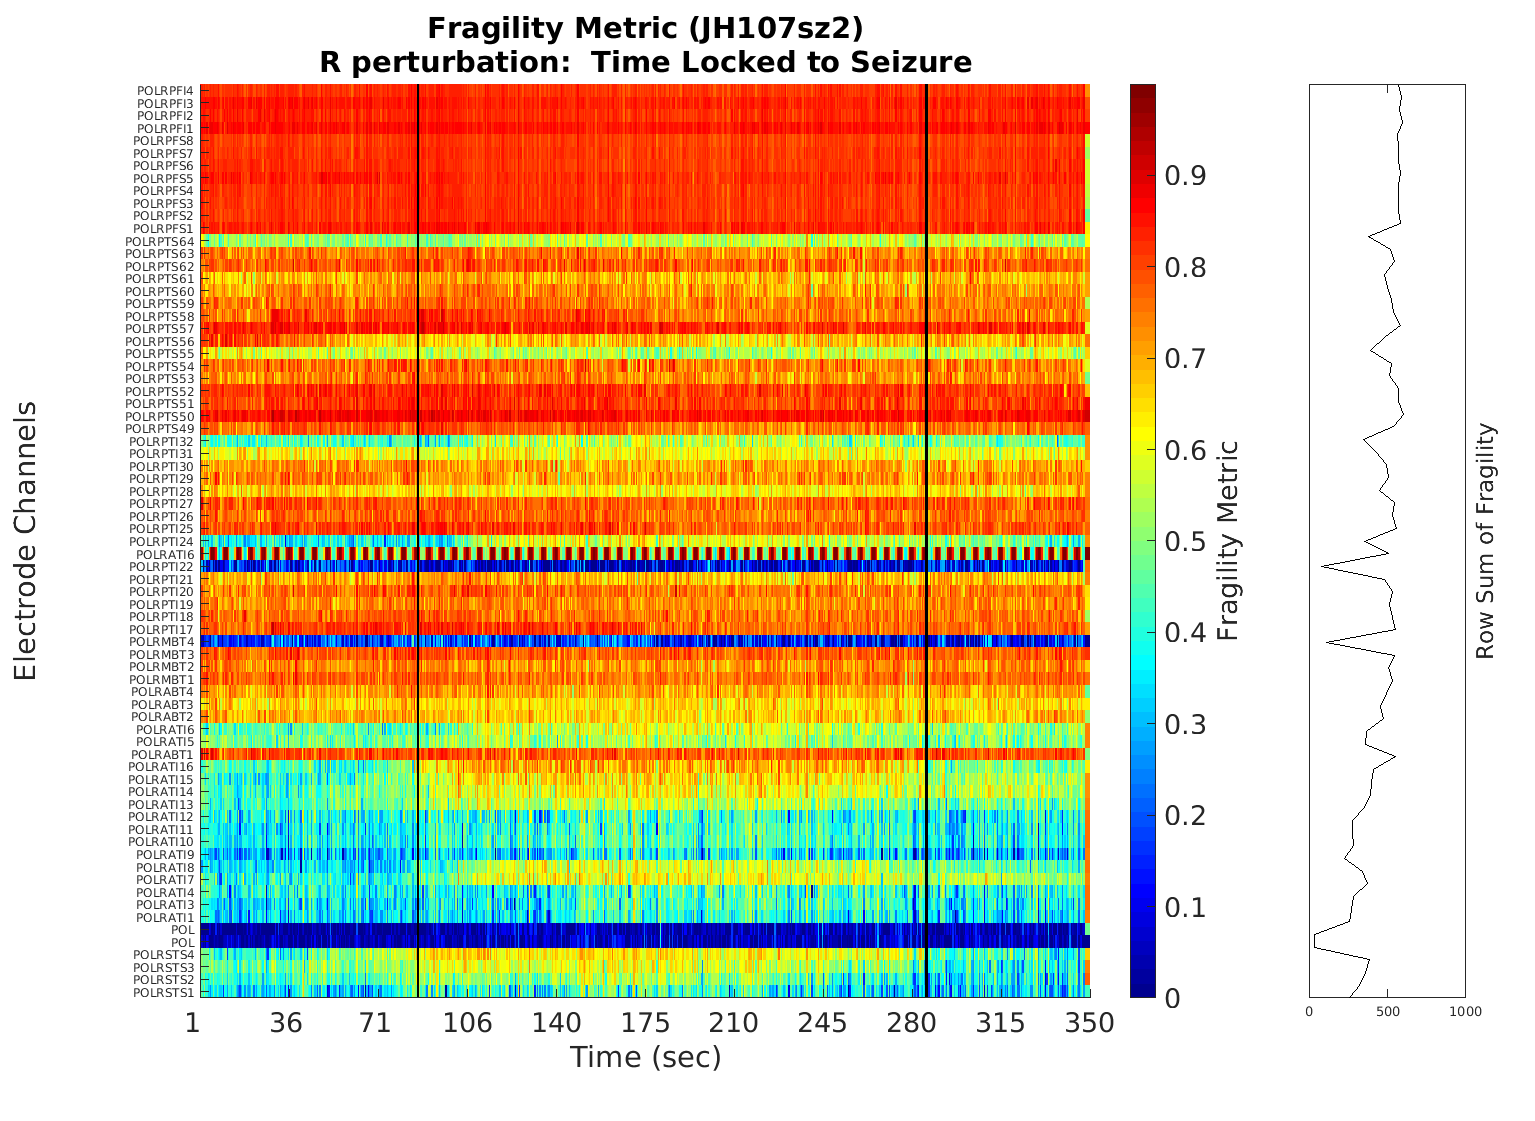 Fragility Metric (JH107sz2)
R perturbation:  Time Locked to Seizure
Electrode Channels
POLRPFI4
POLRPFI3
POLRPFI2
POLRPFI1
POLRPFS8
POLRPFS7
POLRPFS6
POLRPFS5
POLRPFS4
POLRPFS3
POLRPFS2
POLRPFS1
POLRPTS64
POLRPTS63
POLRPTS62
POLRPTS61
POLRPTS60
POLRPTS59
POLRPTS58
POLRPTS57
POLRPTS56
POLRPTS55
POLRPTS54
POLRPTS53
POLRPTS52
POLRPTS51
POLRPTS50
POLRPTS49
POLRPTI32
POLRPTI31
POLRPTI30
POLRPTI29
POLRPTI28
POLRPTI27
POLRPTI26
POLRPTI25
POLRPTI24
POLRATI6
POLRPTI22
POLRPTI21
POLRPTI20
POLRPTI19
POLRPTI18
POLRPTI17
POLRMBT4
POLRMBT3
POLRMBT2
POLRMBT1
POLRABT4
POLRABT3
POLRABT2
POLRATI6
POLRATI5
POLRABT1
POLRATI16
POLRATI15
POLRATI14
POLRATI13
POLRATI12
POLRATI11
POLRATI10
POLRATI9
POLRATI8
POLRATI7
POLRATI4
POLRATI3
POLRATI1
POL
POL
POLRSTS4
POLRSTS3
POLRSTS2
POLRSTS1
1 36 71 106 140 175 210 245 280 315 350
Time (sec)
0.9
0.8
0.7
0.6
0.5
0.4
0.3
0.2
0.1
0
Fragility Metric
0 500 1000
Row Sum of Fragility